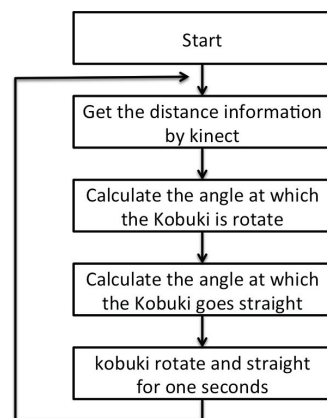 Start
Get the distance information
by kinect
Calculate the angle at which
the Kobuki is rotate
Calculate the angle at which
the Kobuki goes straight
kobuki rotate and straight
for one seconds